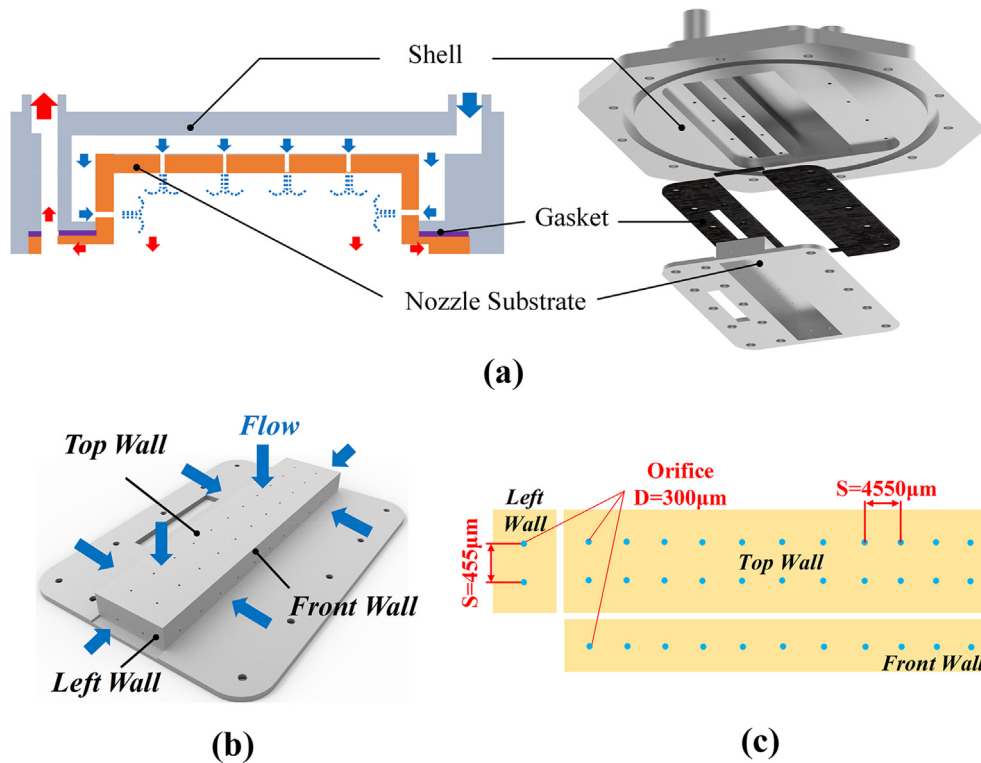 Shell
Gasket
Nozzle Substrate
(a)
Top Wall
Flow
Front Wall
Left Wall
(b)
Left
Wall
Orifice
D=300μm
S=4550μm
S=455μm
Top Wall
Front Wall
(c)